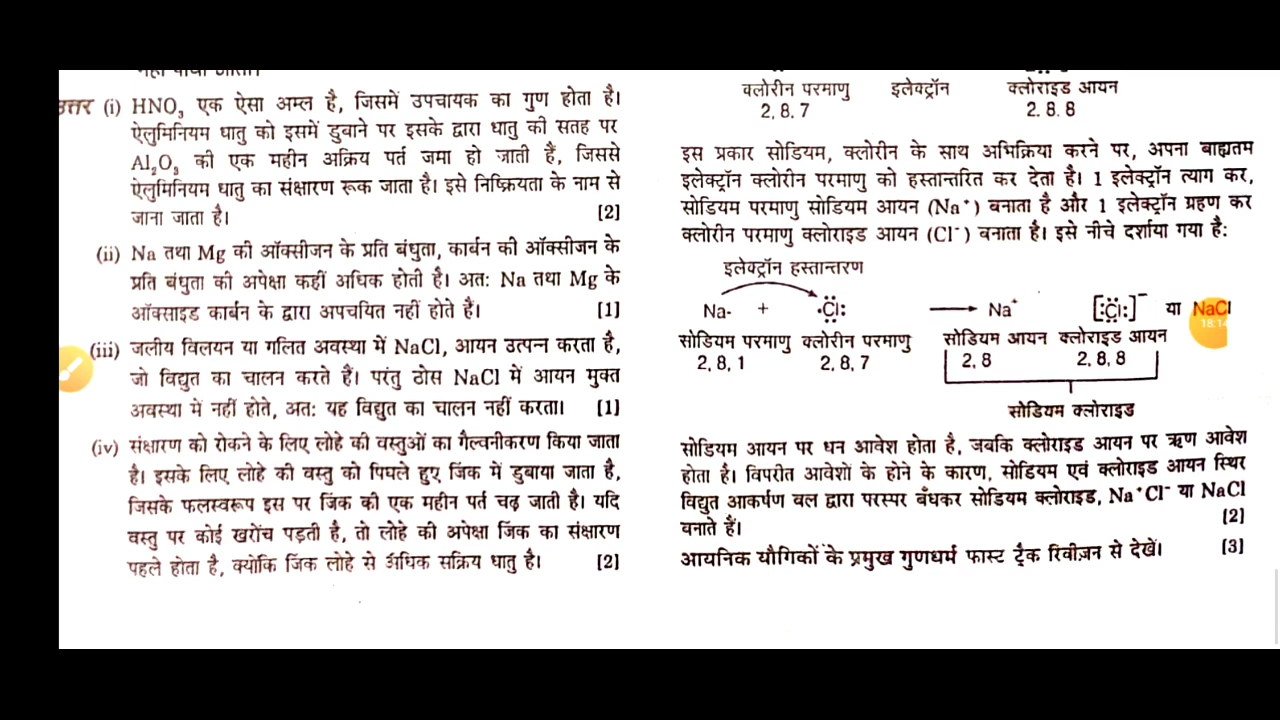 उत्तर (i) HNO₃ एक ऐसा अम्ल है, जिसमें उपचायक का गुण होता है।
ऐलुमिनियम धातु को इसमें डुबाने पर इसके द्वारा धातु की सतह पर
Al₂O₃ की एक महीन अक्रिय पर्त जमा हो जाती हैं, जिससे
ऐलुमिनियम धातु का संक्षारण रूक जाता है। इसे निष्क्रियता के नाम से
जाना जाता है। [2]
(ii) Na तथा Mg की ऑक्सीजन के प्रति बंधुता, कार्बन की ऑक्सीजन के
प्रति बंधुता की अपेक्षा कहीं अधिक होती है। अत: Na तथा Mg के
ऑक्साइड कार्बन के द्वारा अपचयित नहीं होते हैं। [1]
(iii) जलीय विलयन या गलित अवस्था में NaCl, आयन उत्पन्न करता है,
जो विद्युत का चालन करते हैं। परंतु ठोस NaCl में आयन मुक्त
अवस्था में नहीं होते, अत: यह विद्युत का चालन नहीं करता। [1]
(iv) संक्षारण को रोकने के लिए लोहे की वस्तुओं का गैल्वनीकरण किया जाता
है। इसके लिए लोहे की वस्तु को पिघले हुए जिंक में डुबाया जाता है,
जिसके फलस्वरूप इस पर जिंक की एक महीन पर्त चढ़ जाती है। यदि
वस्तु पर कोई खरोंच पड़ती है, तो लोहे की अपेक्षा जिंक का संक्षारण
पहले होता है, क्योंकि जिंक लोहे से अधिक सक्रिय धातु है। [2]
क्लोरीन परमाणु इलेक्ट्रॉन क्लोराइड आयन
2, 8, 7 2. 8. 8
इस प्रकार सोडियम, क्लोरीन के साथ अभिक्रिया करने पर, अपना बाह्यतम
इलेक्ट्रॉन क्लोरीन परमाणु को हस्तान्तरित कर देता है। 1 इलेक्ट्रॉन त्याग कर,
सोडियम परमाणु सोडियम आयन (Na⁺) बनाता है और 1 इलेक्ट्रॉन ग्रहण कर
क्लोरीन परमाणु क्लोराइड आयन (Cl⁻) बनाता है। इसे नीचे दर्शाया गया है:
इलेक्ट्रॉन हस्तान्तरण
Na· + Cl: → Na⁺ [:Cl:]⁻ या NaCl
18:14
सोडियम परमाणु क्लोरीन परमाणु सोडियम आयन क्लोराइड आयन
2, 8, 1 2, 8, 7 2, 8 2, 8, 8
सोडियम क्लोराइड
सोडियम आयन पर धन आवेश होता है, जबकि क्लोराइड आयन पर ऋण आवेश
होता है। विपरीत आवेशों के होने के कारण, सोडियम एवं क्लोराइड आयन स्थिर
विद्युत आकर्षण बल द्वारा परस्पर बँधकर सोडियम क्लोराइड, Na⁺Cl⁻ या NaCl
बनाते हैं। [2]
आयनिक यौगिकों के प्रमुख गुणधर्म फास्ट ट्रैक रिवीज़न से देखें। [3]